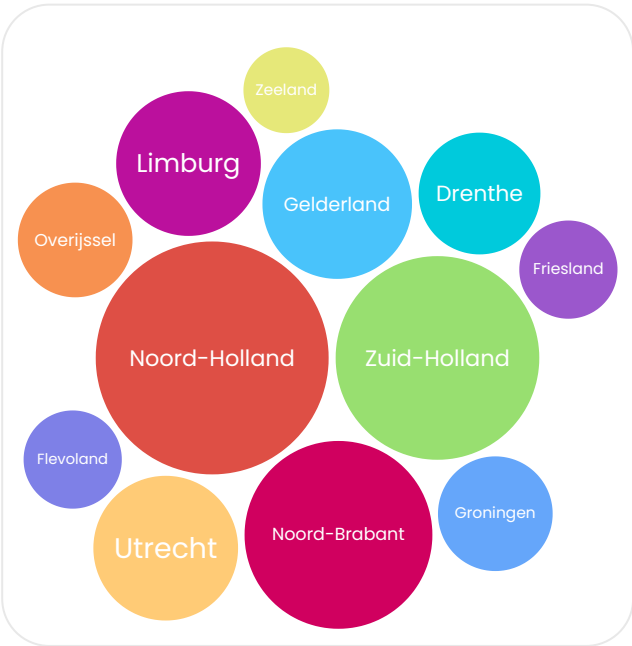 Zeeland
Limburg
Gelderland
Drenthe
Overijssel
Friesland
Noord-Holland
Zuid-Holland
Flevoland
Groningen
Noord-Brabant
Utrecht